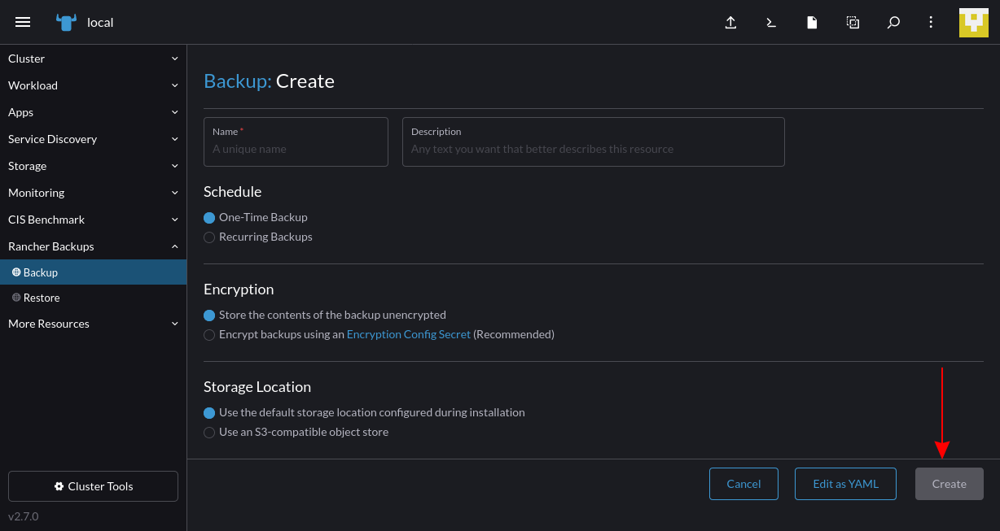 local
Cluster
Workload
Apps
Service Discovery
Storage
Monitoring
CIS Benchmark
Rancher Backups
Backup
Restore
More Resources
Cluster Tools
v2.7.0
Backup: Create
Name *
A unique name
Description
Any text you want that better describes this resource
Schedule
One-Time Backup
Recurring Backups
Encryption
Store the contents of the backup unencrypted
Encrypt backups using an Encryption Config Secret (Recommended)
Storage Location
Use the default storage location configured during installation
Use an S3-compatible object store
Cancel
Edit as YAML
Create